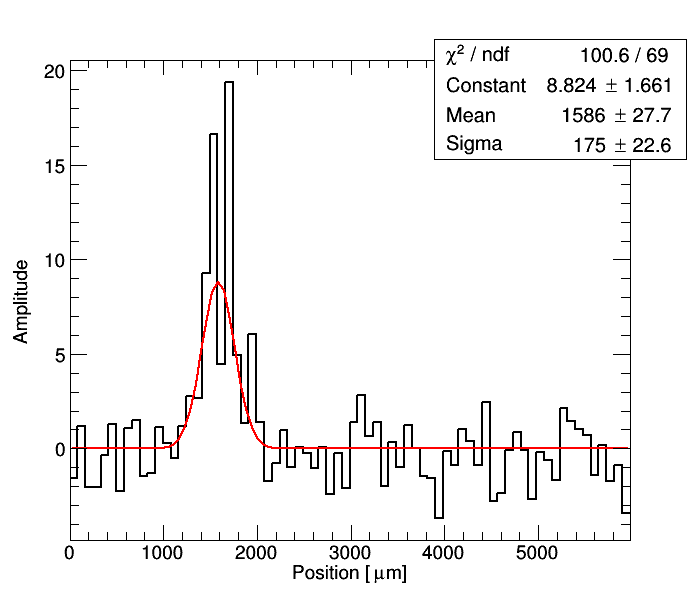 χ² / ndf 100.6 / 69
Constant 8.824 ± 1.661
Mean 1586 ± 27.7
Sigma 175 ± 22.6
20
15
10
5
0
Amplitude
0 1000 2000 3000 4000 5000
Position [ μm]